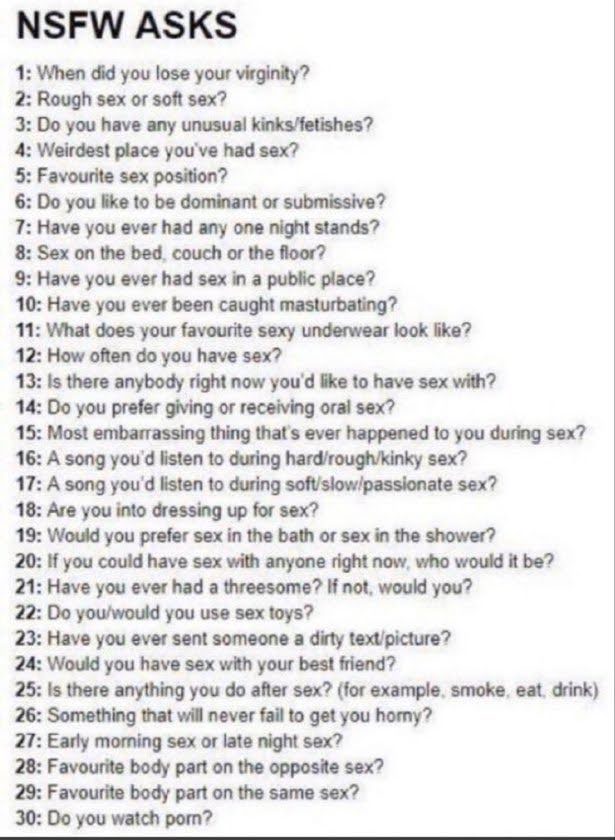 NSFW ASKS
1: When did you lose your virginity?
2: Rough sex or soft sex?
3: Do you have any unusual kinks/fetishes?
4: Weirdest place you've had sex?
5: Favourite sex position?
6: Do you like to be dominant or submissive?
7: Have you ever had any one night stands?
8: Sex on the bed, couch or the floor?
9: Have you ever had sex in a public place?
10: Have you ever been caught masturbating?
11: What does your favourite sexy underwear look like?
12: How often do you have sex?
13: Is there anybody right now you'd like to have sex with?
14: Do you prefer giving or receiving oral sex?
15: Most embarrassing thing that's ever happened to you during sex?
16: A song you'd listen to during hard/rough/kinky sex?
17: A song you'd listen to during soft/slow/passionate sex?
18: Are you into dressing up for sex?
19: Would you prefer sex in the bath or sex in the shower?
20: If you could have sex with anyone right now, who would it be?
21: Have you ever had a threesome? If not, would you?
22: Do you/would you use sex toys?
23: Have you ever sent someone a dirty text/picture?
24: Would you have sex with your best friend?
25: Is there anything you do after sex? (for example, smoke, eat, drink)
26: Something that will never fail to get you horny?
27: Early morning sex or late night sex?
28: Favourite body part on the opposite sex?
29: Favourite body part on the same sex?
30: Do you watch porn?